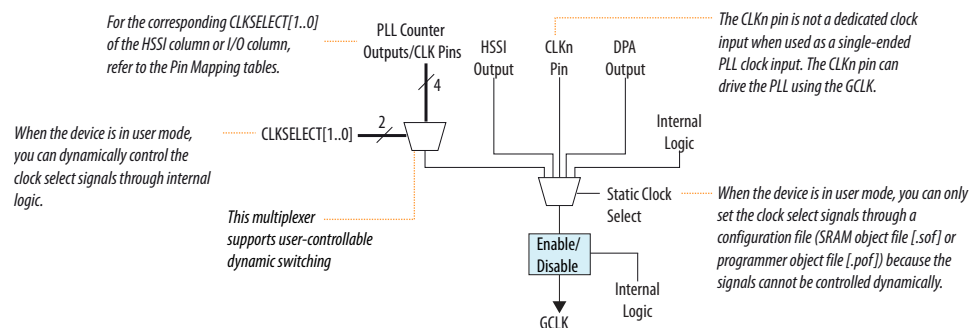 For the corresponding CLKSELECT[1..0]
of the HSSI column or I/O column,
refer to the Pin Mapping tables.
PLL Counter
Outputs/CLK Pins
HSSI
Output
CLKn
Pin
DPA
Output
The CLKn pin is not a dedicated clock
input when used as a single-ended
PLL clock input. The CLKn pin can
drive the PLL using the GCLK.
4
When the device is in user mode,
you can dynamically control the
clock select signals through internal
logic.
CLKSELECT[1..0]
2
Internal
Logic
This multiplexer
supports user-controllable
dynamic switching
Static Clock
Select
When the device is in user mode, you can only
set the clock select signals through a
configuration file (SRAM object file [.sof] or
programmer object file [.pof]) because the
signals cannot be controlled dynamically.
Enable/
Disable
Internal
Logic
GCLK